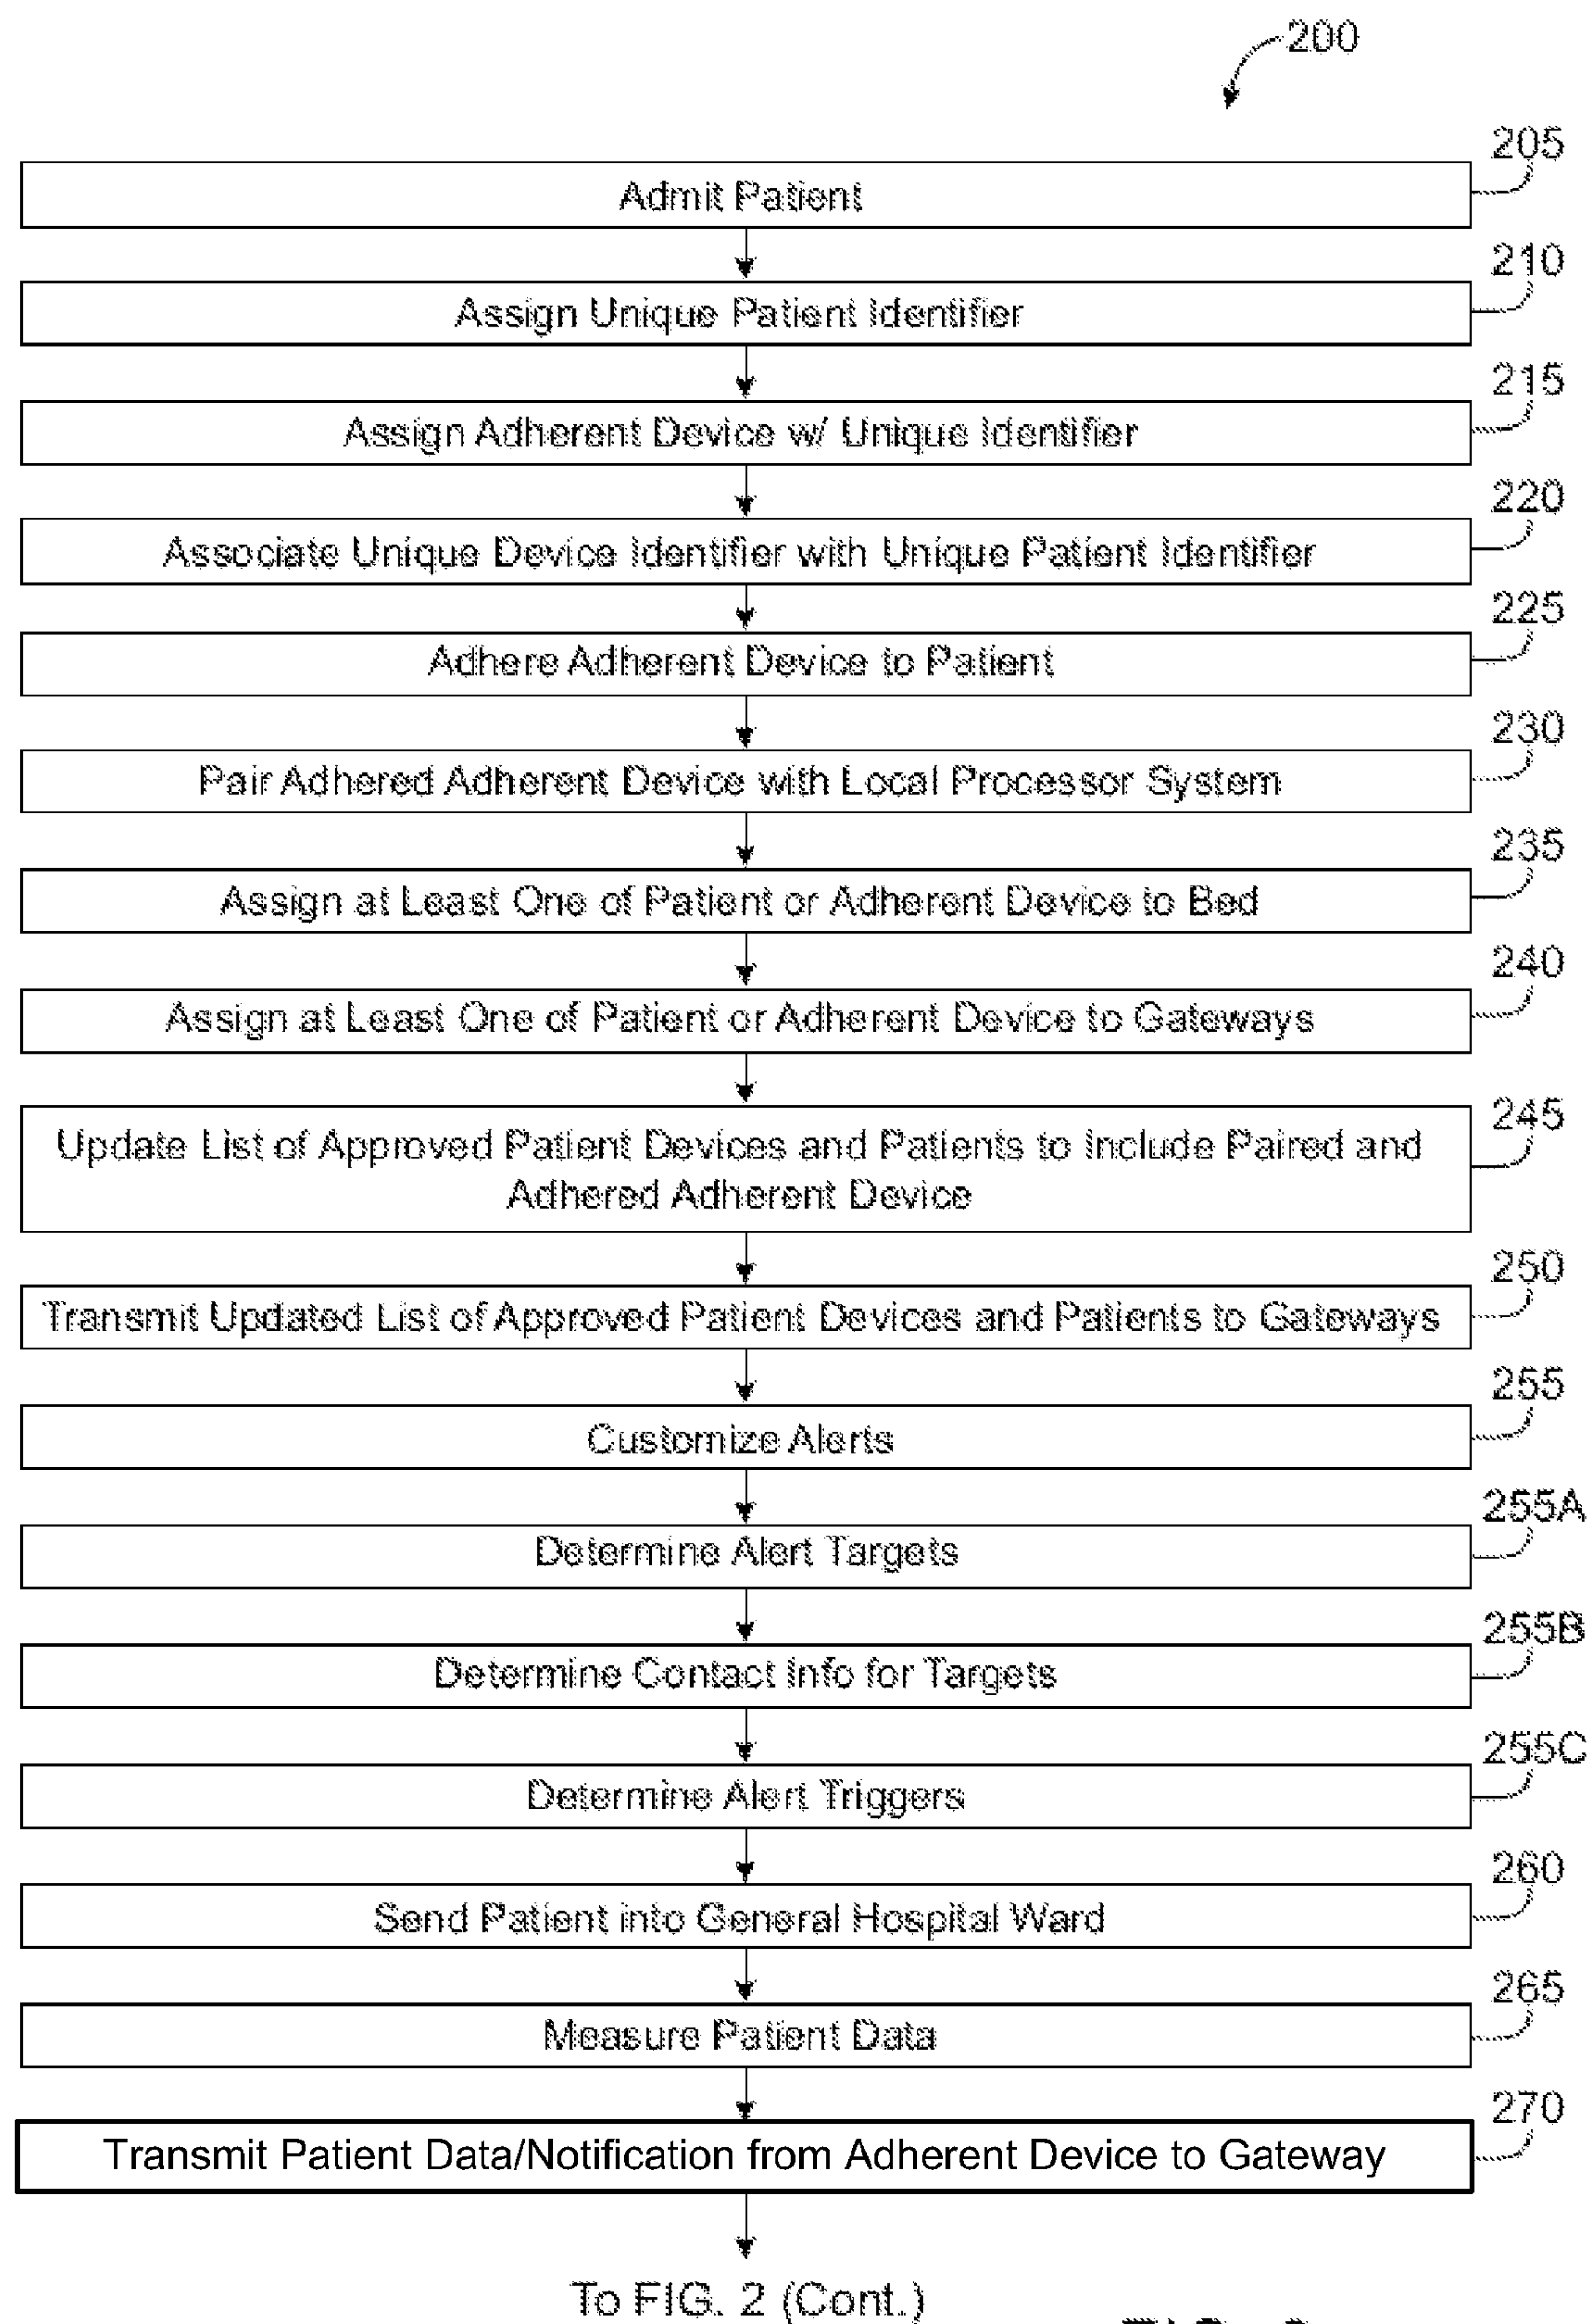 200
205
Admit Patient
210
Assign Unique Patient Identifier
215
Assign Adherent Device w/ Unique Identifier
220
Associate Unique Device Identifier with Unique Patient Identifier
225
Adhere Adherent Device to Patient
230
Pair Adhered Adherent Device with Local Processor System
235
Assign at Least One of Patient or Adherent Device to Bed
240
Assign at Least One of Patient or Adherent Device to Gateways
245
Update List of Approved Patient Devices and Patients to Include Paired and
Adhered Adherent Device
250
Transmit Updated List of Approved Patient Devices and Patients to Gateways
255
Customize Alerts
255A
Determine Alert Targets
255B
Determine Contact Info for Targets
255C
Determine Alert Triggers
260
Send Patient into General Hospital Ward
265
Measure Patient Data
270
Transmit Patient Data/Notification from Adherent Device to Gateway
To FIG. 2 (Cont.)